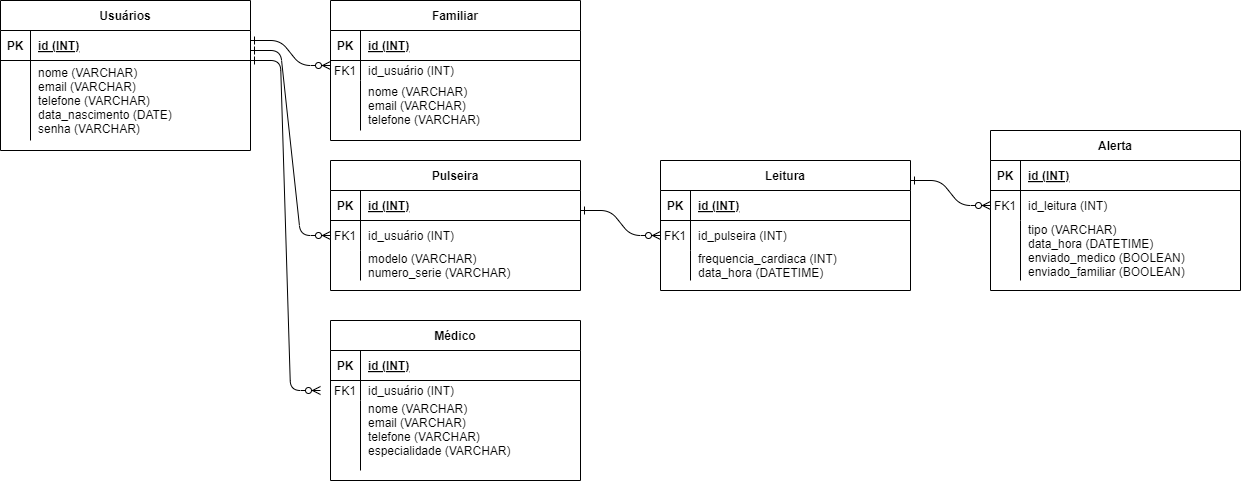 Usuários
PK id (INT)
nome (VARCHAR)
email (VARCHAR)
telefone (VARCHAR)
data_nascimento (DATE)
senha (VARCHAR)
Familiar
PK id (INT)
FK1 id_usuário (INT)
nome (VARCHAR)
email (VARCHAR)
telefone (VARCHAR)
Pulseira
PK id (INT)
FK1 id_usuário (INT)
modelo (VARCHAR)
numero_serie (VARCHAR)
Leitura
PK id (INT)
FK1 id_pulseira (INT)
frequencia_cardiaca (INT)
data_hora (DATETIME)
Alerta
PK id (INT)
FK1 id_leitura (INT)
tipo (VARCHAR)
data_hora (DATETIME)
enviado_medico (BOOLEAN)
enviado_familiar (BOOLEAN)
Médico
PK id (INT)
FK1 id_usuário (INT)
nome (VARCHAR)
email (VARCHAR)
telefone (VARCHAR)
especialidade (VARCHAR)